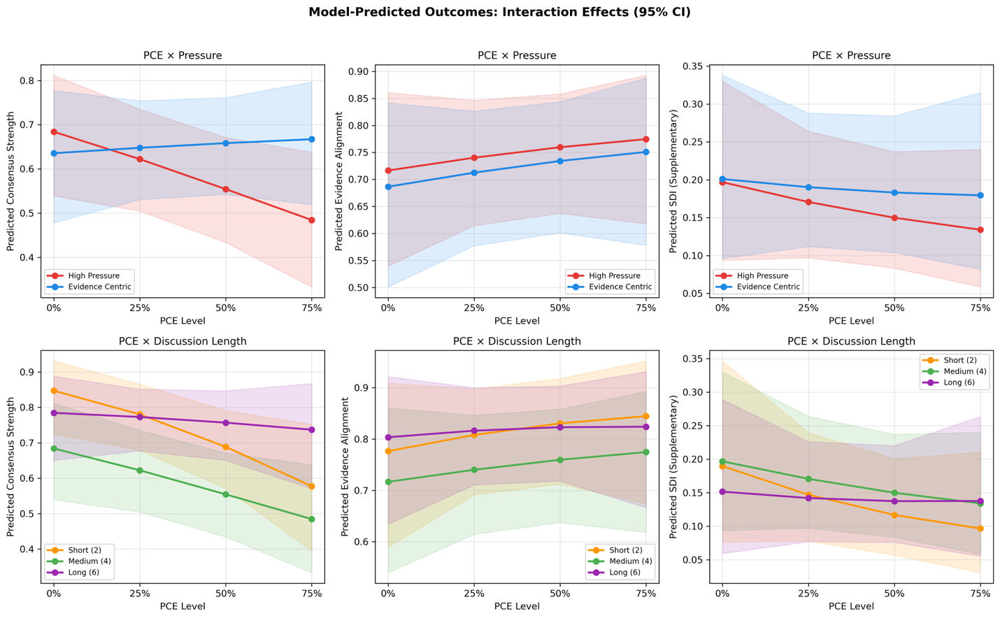 Model-Predicted Outcomes: Interaction Effects (95% CI)
PCE × Pressure
Predicted Consensus Strength
0.8
0.7
0.6
0.5
0.4
High Pressure
Evidence Centric
0% 25% 50% 75%
PCE Level
PCE × Pressure
Predicted Evidence Alignment
0.90
0.85
0.80
0.75
0.70
0.65
0.60
0.55
0.50
High Pressure
Evidence Centric
0% 25% 50% 75%
PCE Level
PCE × Pressure
Predicted SDI (Supplementary)
0.35
0.30
0.25
0.20
0.15
0.10
0.05
High Pressure
Evidence Centric
0% 25% 50% 75%
PCE Level
PCE × Discussion Length
Predicted Consensus Strength
0.9
0.8
0.7
0.6
0.5
0.4
Short (2)
Medium (4)
Long (6)
0% 25% 50% 75%
PCE Level
PCE × Discussion Length
Predicted Evidence Alignment
0.9
0.8
0.7
0.6
Short (2)
Medium (4)
Long (6)
0% 25% 50% 75%
PCE Level
PCE × Discussion Length
Predicted SDI (Supplementary)
0.35
0.30
0.25
0.20
0.15
0.10
0.05
Short (2)
Medium (4)
Long (6)
0% 25% 50% 75%
PCE Level